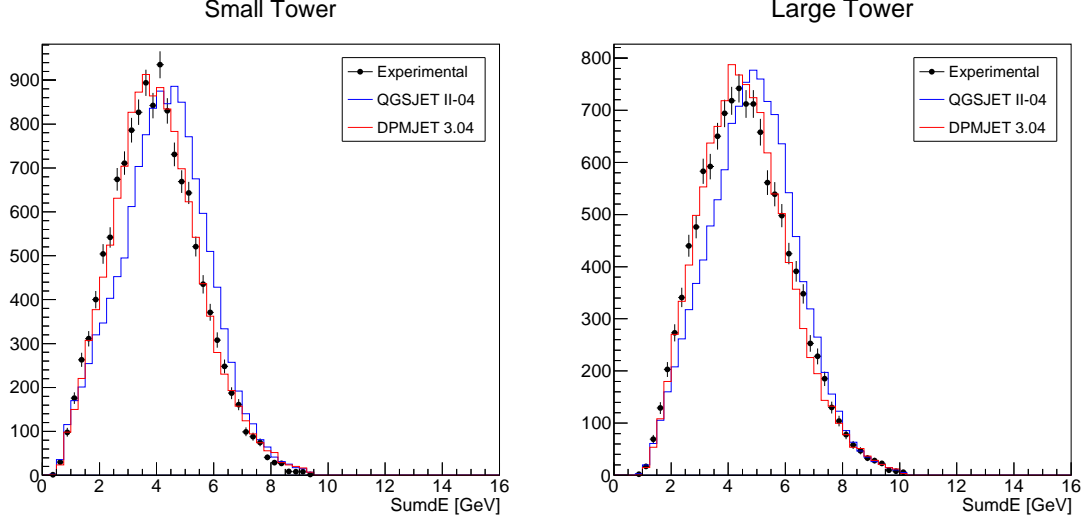 Small Tower
900
800
700
600
500
400
300
200
100
0
0 2 4 6 8 10 12 14 16
SumdE [GeV]
Experimental
QGSJET II-04
DPMJET 3.04
Large Tower
800
700
600
500
400
300
200
100
0
0 2 4 6 8 10 12 14 16
SumdE [GeV]
Experimental
QGSJET II-04
DPMJET 3.04